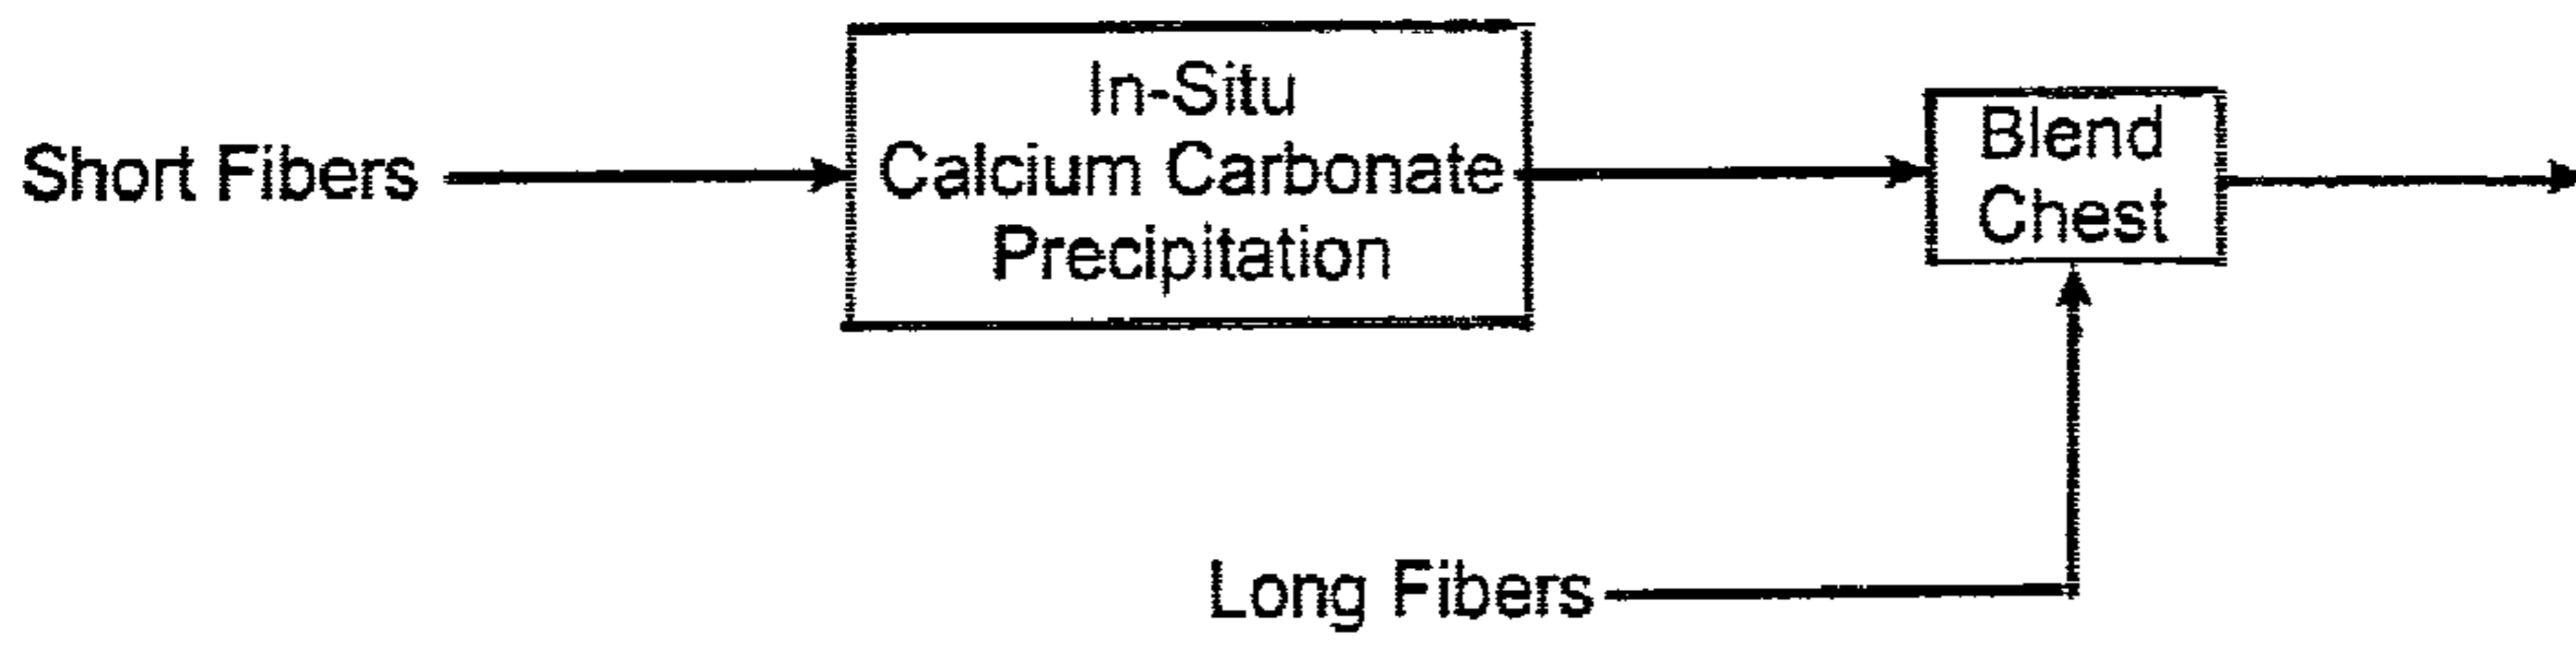 Short Fibers
In-Situ
Calcium Carbonate
Precipitation
Blend
Chest
Long Fibers